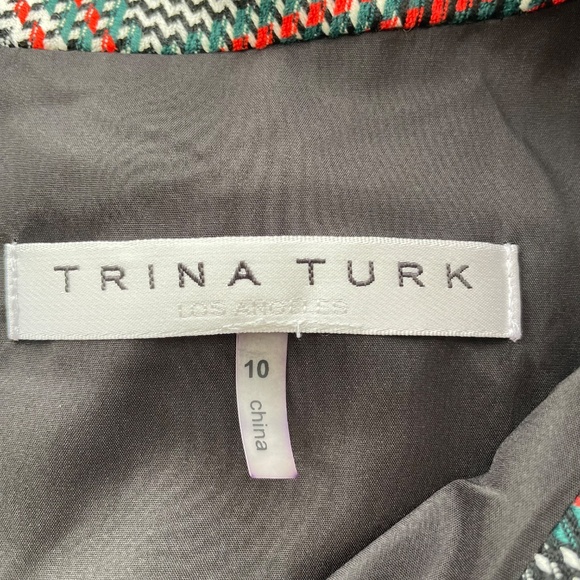 TRINA TURK
LOS ANGELES
10
china